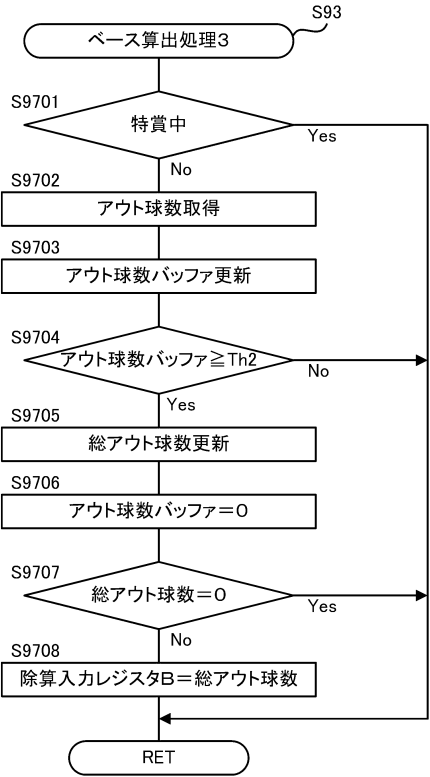 S93
ベース算出処理3
S9701
特賞中
Yes
No
S9702
アウト球数取得
S9703
アウト球数バッファ更新
S9704
アウト球数バッファ≧Th2
No
Yes
S9705
総アウト球数更新
S9706
アウト球数バッファ＝0
S9707
総アウト球数＝0
Yes
No
S9708
除算入力レジスタB＝総アウト球数
RET